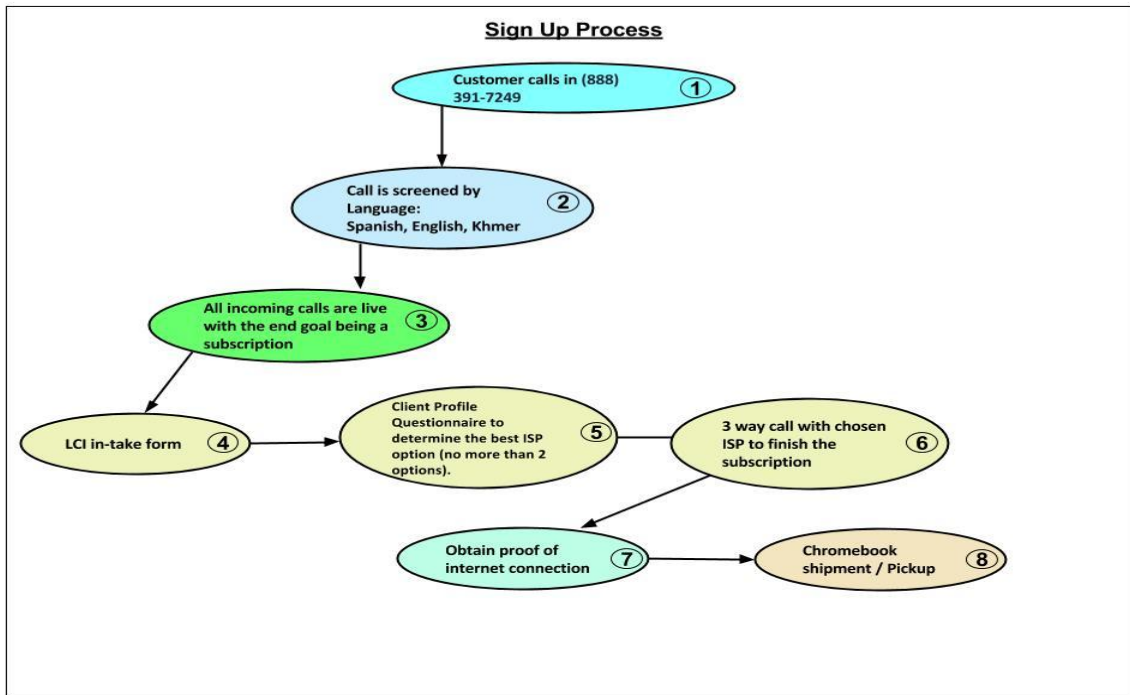 Sign Up Process
Customer calls in (888)
391-7249
1
Call is screened by
Language:
Spanish, English, Khmer
2
All incoming calls are live
with the end goal being a
subscription
3
LCI in-take form
4
Client Profile
Questionnaire to
determine the best ISP
option (no more than 2
options).
5
3 way call with chosen
ISP to finish the
subscription
6
Obtain proof of
internet connection
7
Chromebook
shipment / Pickup
8